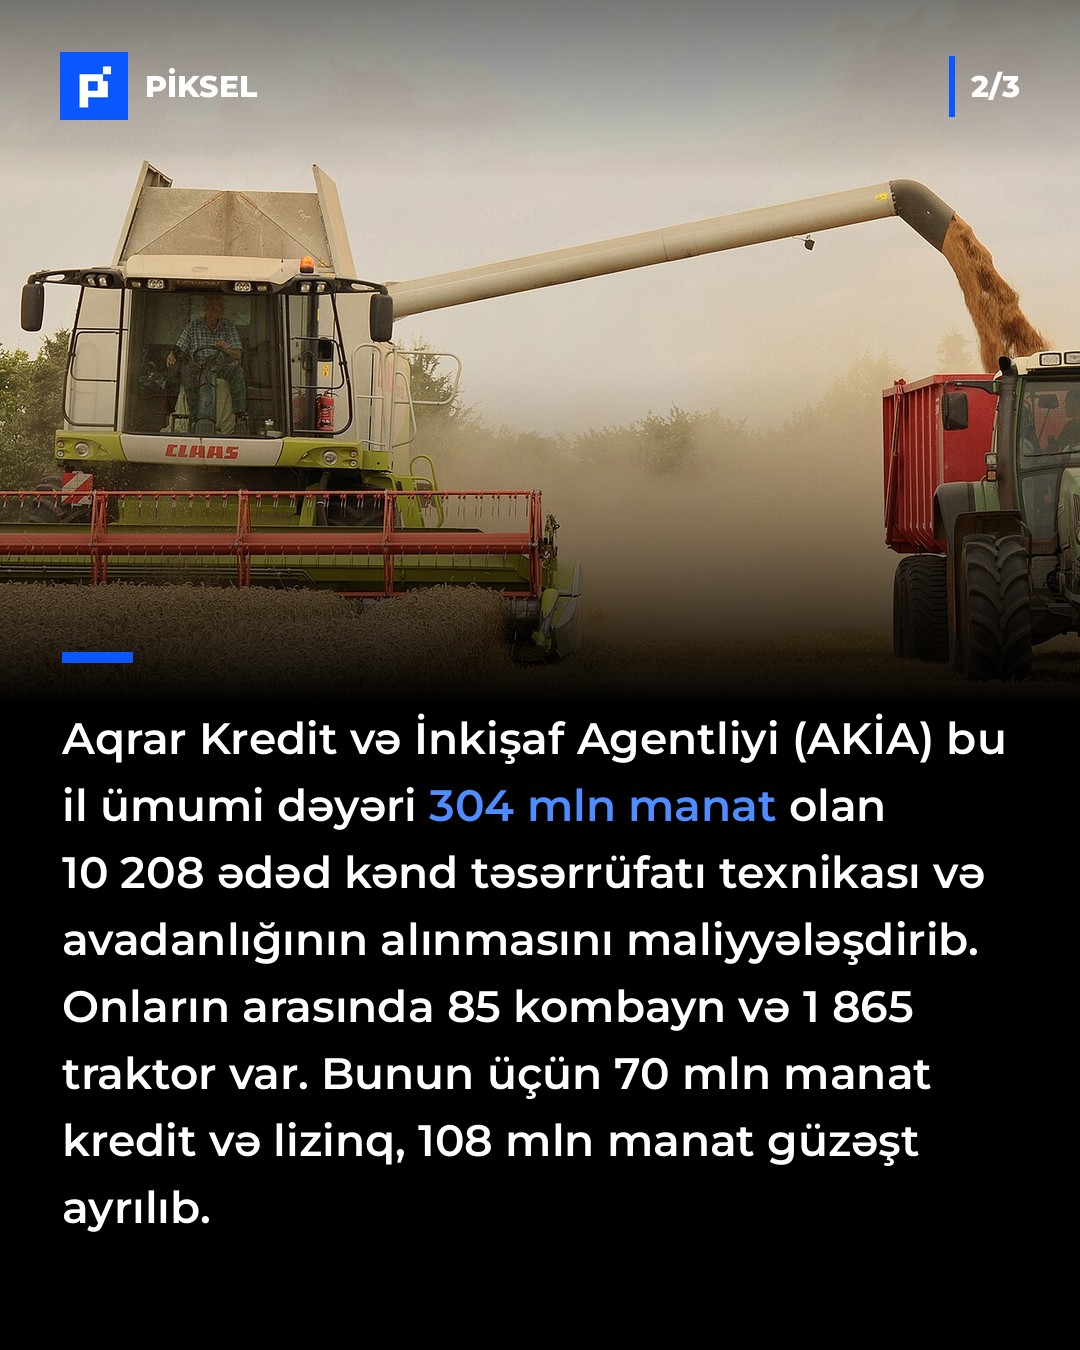 PİKSEL
2/3
CLAAS
Aqrar Kredit və İnkişaf Agentliyi (AKİA) bu
il ümumi dəyəri 304 mln manat olan
10 208 ədəd kənd təsərrüfatı texnikası və
avadanlığının alınmasını maliyyələşdirib.
Onların arasında 85 kombayn və 1 865
traktor var. Bunun üçün 70 mln manat
kredit və lizinq, 108 mln manat güzəşt
ayrılıb.